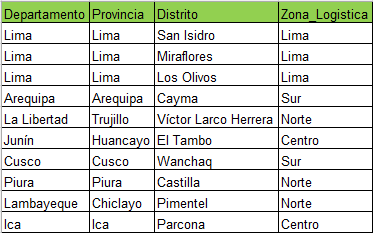 Departamento Provincia Distrito Zona_Logistica
Lima Lima San Isidro Lima
Lima Lima Miraflores Lima
Lima Lima Los Olivos Lima
Arequipa Arequipa Cayma Sur
La Libertad Trujillo Víctor Larco Herrera Norte
Junín Huancayo El Tambo Centro
Cusco Cusco Wanchaq Sur
Piura Piura Castilla Norte
Lambayeque Chiclayo Pimentel Norte
Ica Ica Parcona Centro